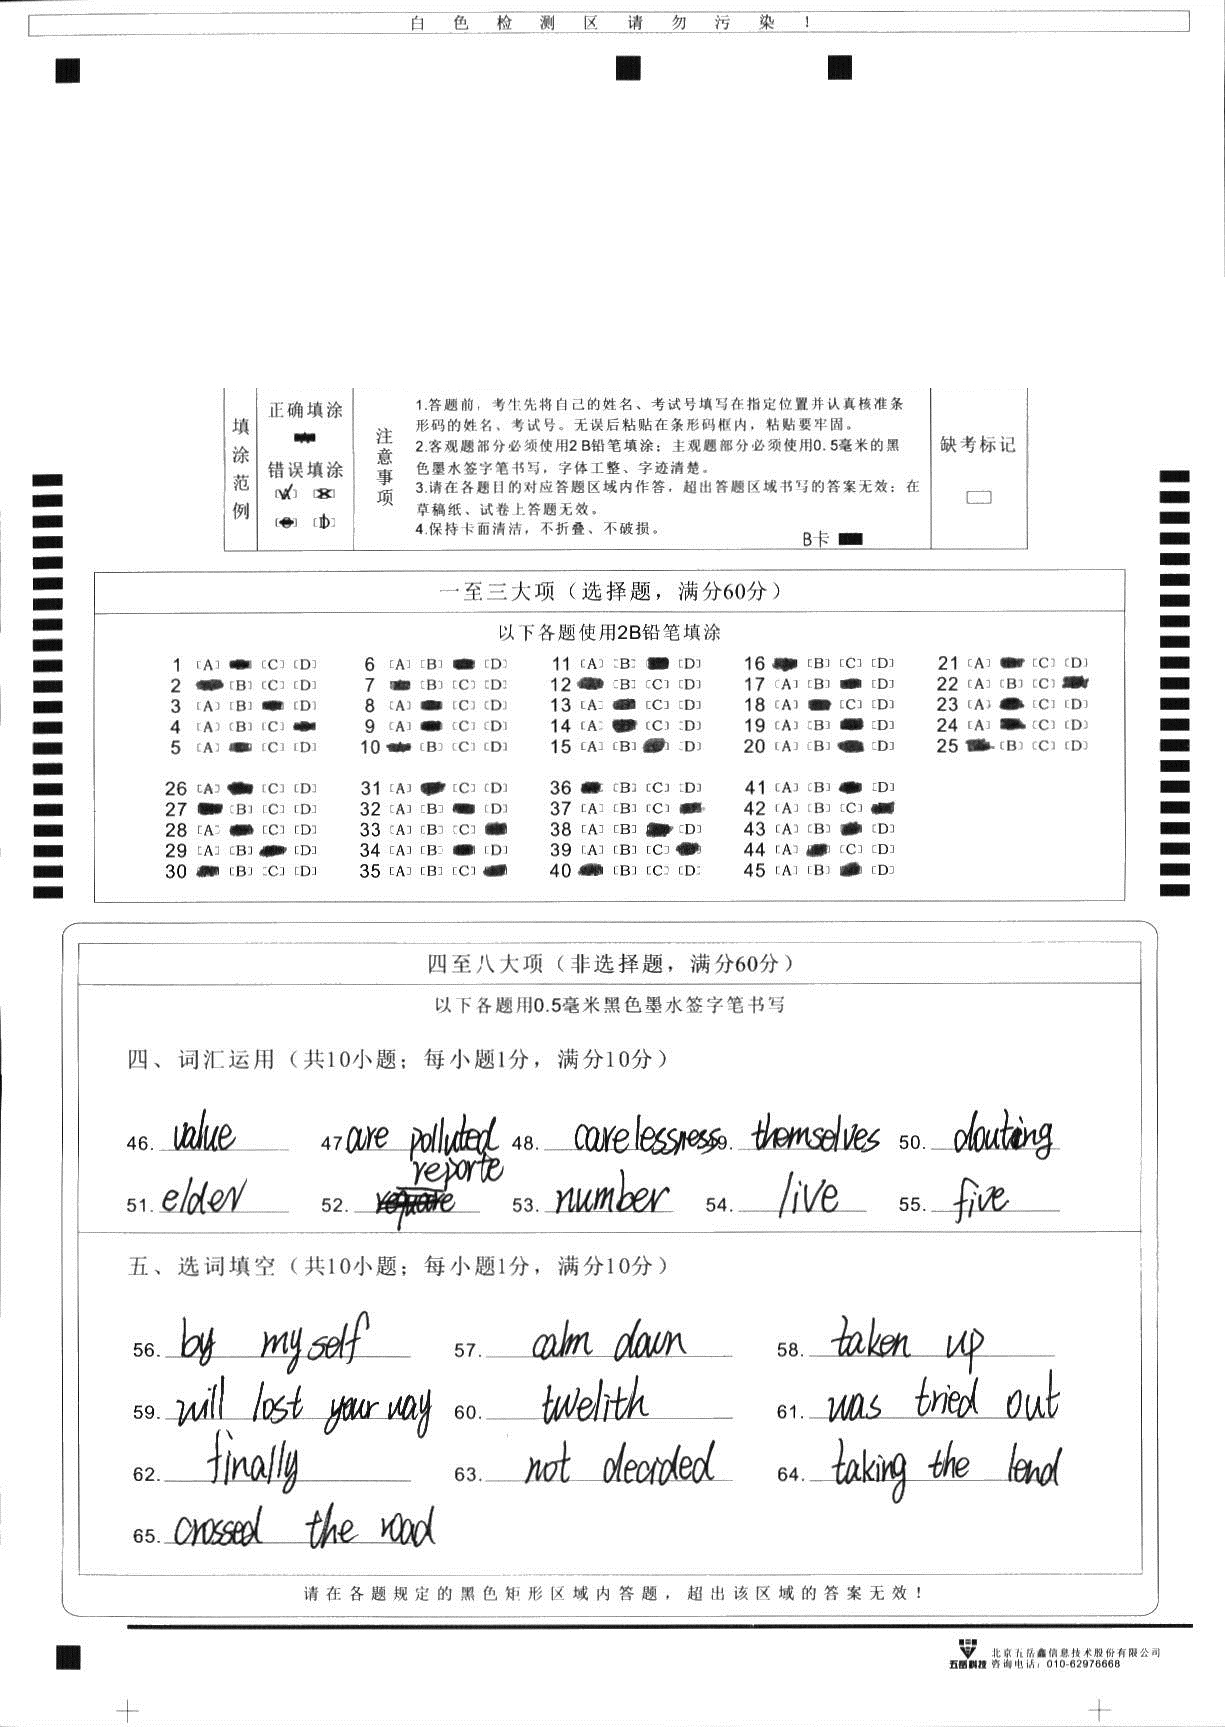 白色检测区请勿污染!
填涂范例
正确填涂
错误填涂
注意事项
1.答题前，考生先将自己的姓名、考试号填写在指定位置并认真核准条
形码的姓名、考试号。无误后粘贴在条形码框内，粘贴要牢固。
2.客观题部分必须使用2B铅笔填涂；主观题部分必须使用0.5毫米的黑
色墨水签字笔书写，字体工整、字迹清楚。
3.请在各题目的对应答题区域内作答，超出答题区域书写的答案无效；在
草稿纸、试卷上答题无效。
4.保持卡面清洁，不折叠、不破损。
B卡
缺考标记
一至三大项（选择题，满分60分）
以下各题使用2B铅笔填涂
1 [A] [C] [D] 6 [A] [B] [D] 11 [A] [B] [D] 16 [B] [C] [D] 21 [A] [C] [D]
2 [B] [C] [D] 7 [B] [C] [D] 12 [B] [C] [D] 17 [A] [B] [D] 22 [A] [B] [C]
3 [A] [B] [D] 8 [A] [C] [D] 13 [A] [C] [D] 18 [A] [C] [D] 23 [A] [C] [D]
4 [A] [B] [C] 9 [A] [C] [D] 14 [A] [C] [D] 19 [A] [B] [D] 24 [A] [C] [D]
5 [A] [C] [D] 10 [B] [C] [D] 15 [A] [B] [D] 20 [A] [B] [D] 25 [B] [C] [D]
26 [A] [C] [D] 31 [A] [C] [D] 36 [B] [C] [D] 41 [A] [B] [D]
27 [B] [C] [D] 32 [A] [B] [D] 37 [A] [B] [C] 42 [A] [B] [C]
28 [A] [C] [D] 33 [A] [B] [C] 38 [A] [B] [D] 43 [A] [B] [D]
29 [A] [B] [D] 34 [A] [B] [D] 39 [A] [B] [C] 44 [A] [C] [D]
30 [B] [C] [D] 35 [A] [B] [C] 40 [B] [C] [D] 45 [A] [B] [D]
四至八大项（非选择题，满分60分）
以下各题用0.5毫米黑色墨水签字笔书写
四、词汇运用（共10小题；每小题1分，满分10分）
46. value 47 are polluted 48. carelessness 49. themselves 50. douting
51. elder 52. reporte 53. number 54. live 55. five
五、选词填空（共10小题；每小题1分，满分10分）
56. by myself 57. calm down 58. taken up
59. will lost your way 60. twelith 61. was tried out
62. finally 63. not decided 64. taking the lend
65. crossed the road
请在各题规定的黑色矩形区域内答题，超出该区域的答案无效！
五岳科技 北京五岳鑫信息技术股份有限公司
咨询电话：010-62976668